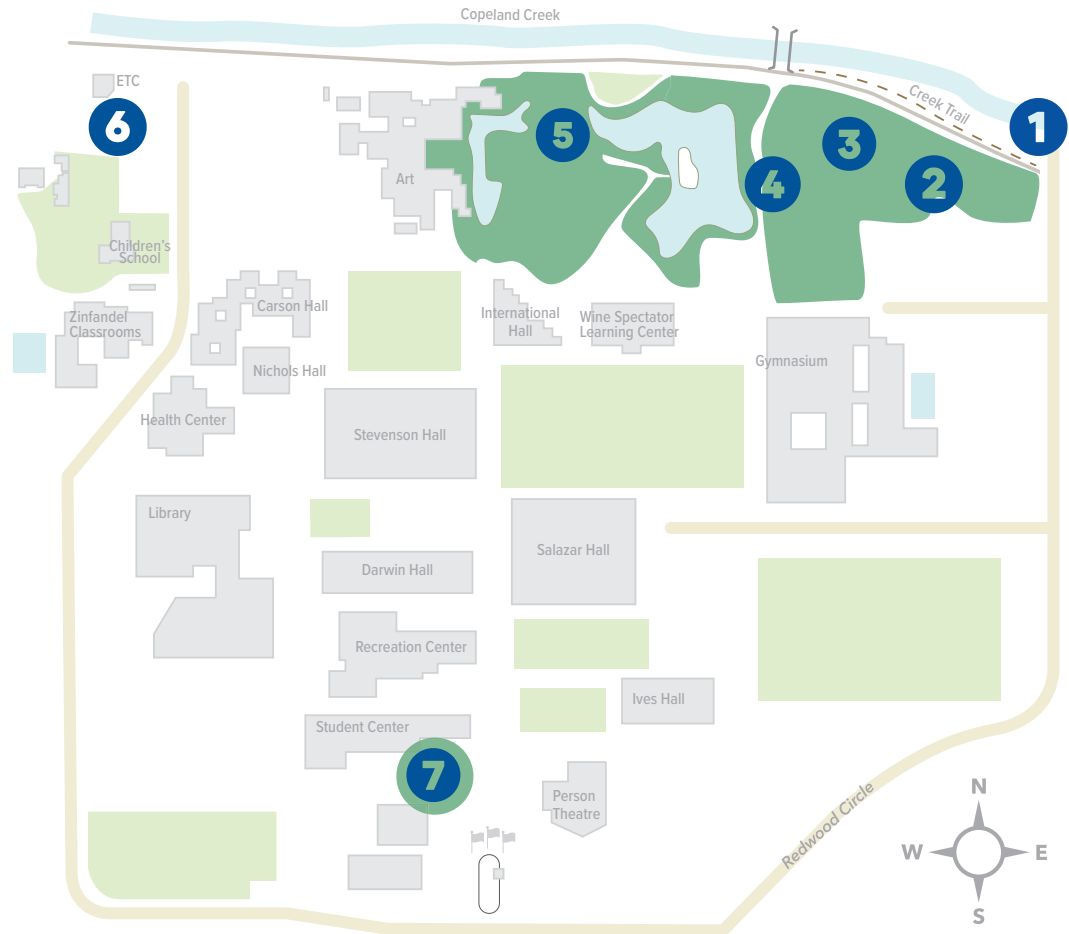 Copeland Creek
ETC
Creek Trail
6
1
5
3
4
2
Art
Children's
School
Carson Hall
International
Hall
Wine Spectator
Learning Center
Zinfandel
Classrooms
Nichols Hall
Gymnasium
Health Center
Stevenson Hall
Library
Salazar Hall
Darwin Hall
Recreation Center
Ives Hall
Student Center
7
Person
Theatre
Redwood Circle
N
W
E
S